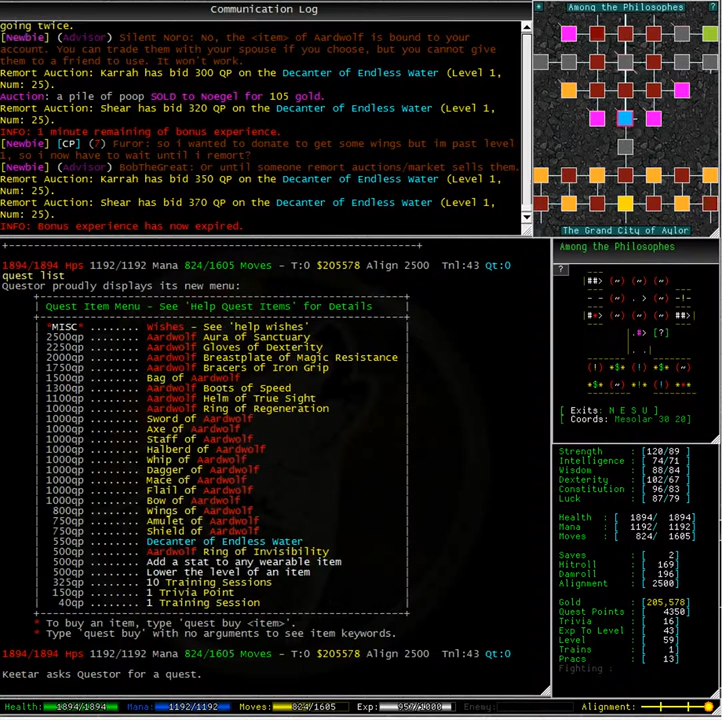 Communication Log
going twice.
[Newbie] (Advisor) Silent Noro: No, the <item> of Aardwolf is bound to your
account. You can trade them with your spouse if you choose, but you cannot give
them to a friend to use. It won't work.
Remort Auction: Karrah has bid 300 QP on the Decanter of Endless Water (Level 1,
Num: 25).
Auction: a pile of poop SOLD to Noegel for 105 gold.
Remort Auction: Shear has bid 320 QP on the Decanter of Endless Water (Level 1,
Num: 25).
INFO: 1 minute remaining of bonus experience.
[Newbie] [CP] (7) Furor: so i wanted to donate to get some wings but im past level
1, so i now have to wait until i remort?
[Newbie] (Advisor) BobTheGreat: Or until someone remort auctions/market sells them.
Remort Auction: Karrah has bid 350 QP on the Decanter of Endless Water (Level 1,
Num: 25).
Remort Auction: Shear has bid 370 QP on the Decanter of Endless Water (Level 1,
Num: 25).
INFO: Bonus experience has now expired.
Among the Philosophes
The Grand City of Aylor
1894/1894 Hps 1192/1192 Mana 824/1605 Moves - T:0 $205578 Align 2500 Tnl:43 Qt:0
quest list
Questor proudly displays its new menu:
Quest Item Menu - See 'Help Quest Items' for Details
*MISC* ........ Wishes - See 'help wishes'
2500qp ........ Aardwolf Aura of Sanctuary
2250qp ........ Aardwolf Gloves of Dexterity
2000qp ........ Aardwolf Breastplate of Magic Resistance
1750qp ........ Aardwolf Bracers of Iron Grip
1500qp ........ Bag of Aardwolf
1300qp ........ Aardwolf Boots of Speed
1100qp ........ Aardwolf Helm of True Sight
1000qp ........ Aardwolf Ring of Regeneration
1000qp ........ Sword of Aardwolf
1000qp ........ Axe of Aardwolf
1000qp ........ Staff of Aardwolf
1000qp ........ Halberd of Aardwolf
1000qp ........ Whip of Aardwolf
1000qp ........ Dagger of Aardwolf
1000qp ........ Mace of Aardwolf
1000qp ........ Flail of Aardwolf
1000qp ........ Bow of Aardwolf
800qp ........ Wings of Aardwolf
750qp ........ Amulet of Aardwolf
750qp ........ Shield of Aardwolf
550qp ........ Decanter of Endless Water
500qp ........ Aardwolf Ring of Invisibility
500qp ........ Add a stat to any wearable item
500qp ........ Lower the level of an item
325qp ........ 10 Training Sessions
150qp ........ 1 Trivia Point
40qp ........ 1 Training Session
* To buy an item, type 'quest buy <item>'.
* Type 'quest buy' with no arguments to see item keywords.
1894/1894 Hps 1192/1192 Mana 824/1605 Moves - T:0 $205578 Align 2500 Tnl:43 Qt:0
Keetar asks Questor for a quest.
Among the Philosophes
[ Exits: N E S U ]
[ Coords: Mesolar 30 20 ]
Strength : [120/89 ]
Intelligence : [ 74/71 ]
Wisdom : [ 88/84 ]
Dexterity : [102/67 ]
Constitution : [ 96/83 ]
Luck : [ 87/79 ]
Health : [ 1894/ 1894 ]
Mana : [ 1192/ 1192 ]
Moves : [ 824/ 1605 ]
Saves : [ 2]
Hitroll : [ 169]
Damroll : [ 196]
Alignment : [ 2500]
Gold : [ 205,578]
Quest Points : [ 4350]
Trivia : [ 16]
Exp To Level : [ 43]
Level : [ 59]
Trains : [ 1]
Pracs : [ 13]
Fighting :
Health: 1894/1894 Mana: 1192/1192 Moves: 824/1605 Exp: 957/1000 Enemy: Alignment: